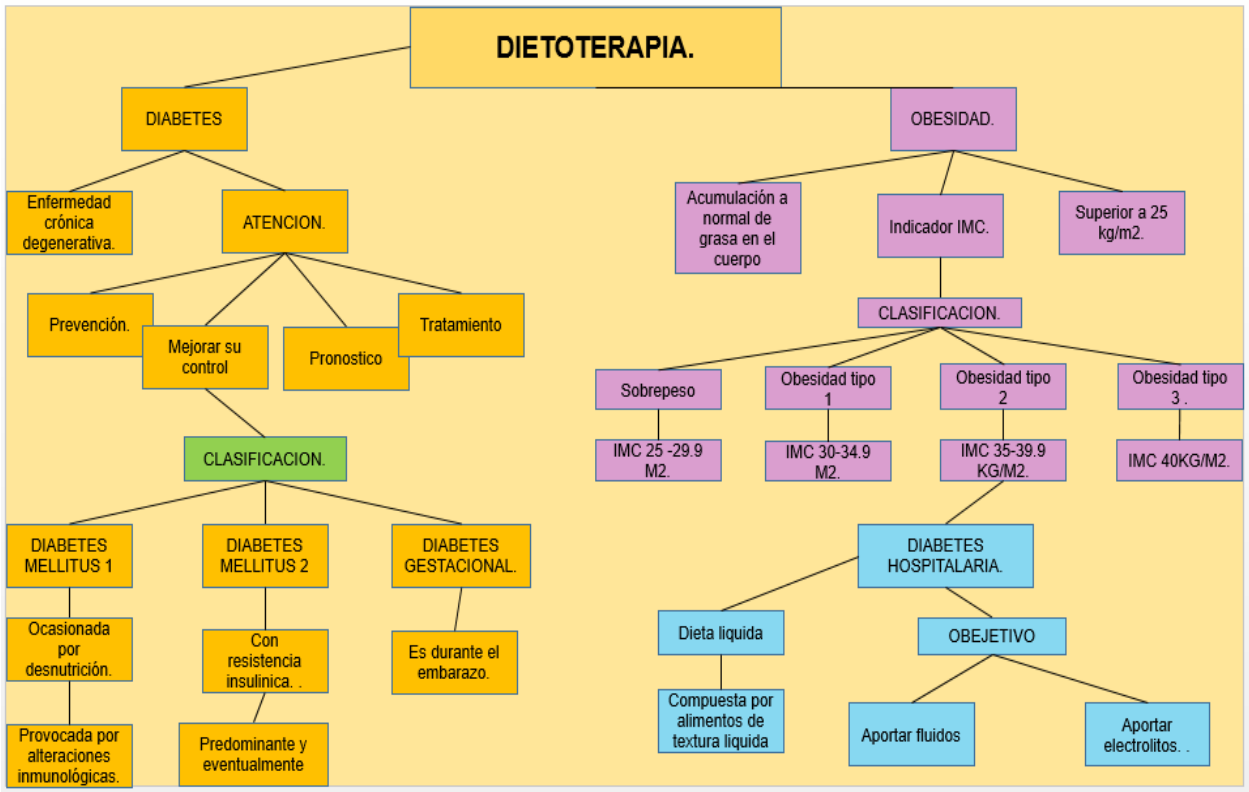 DIETOTERAPIA.
DIABETES
OBESIDAD.
Enfermedad
crónica
degenerativa.
ATENCION.
Acumulación a
normal de
grasa en el
cuerpo
Indicador IMC.
Superior a 25
kg/m2.
Prevención.
Mejorar su
control
Pronostico
Tratamiento
CLASIFICACION.
Sobrepeso
Obesidad tipo
1
Obesidad tipo
2
Obesidad tipo
3 .
IMC 25 -29.9
M2.
IMC 30-34.9
M2.
IMC 35-39.9
KG/M2.
IMC 40KG/M2.
CLASIFICACION.
DIABETES
MELLITUS 1
DIABETES
MELLITUS 2
DIABETES
GESTACIONAL.
Ocasionada
por
desnutrición.
Con
resistencia
insulinica. .
Es durante el
embarazo.
Provocada por
alteraciones
inmunológicas.
Predominante y
eventualmente
DIABETES
HOSPITALARIA.
Dieta liquida
OBEJETIVO
Compuesta por
alimentos de
textura liquida
Aportar fluidos
Aportar
electrolitos. .